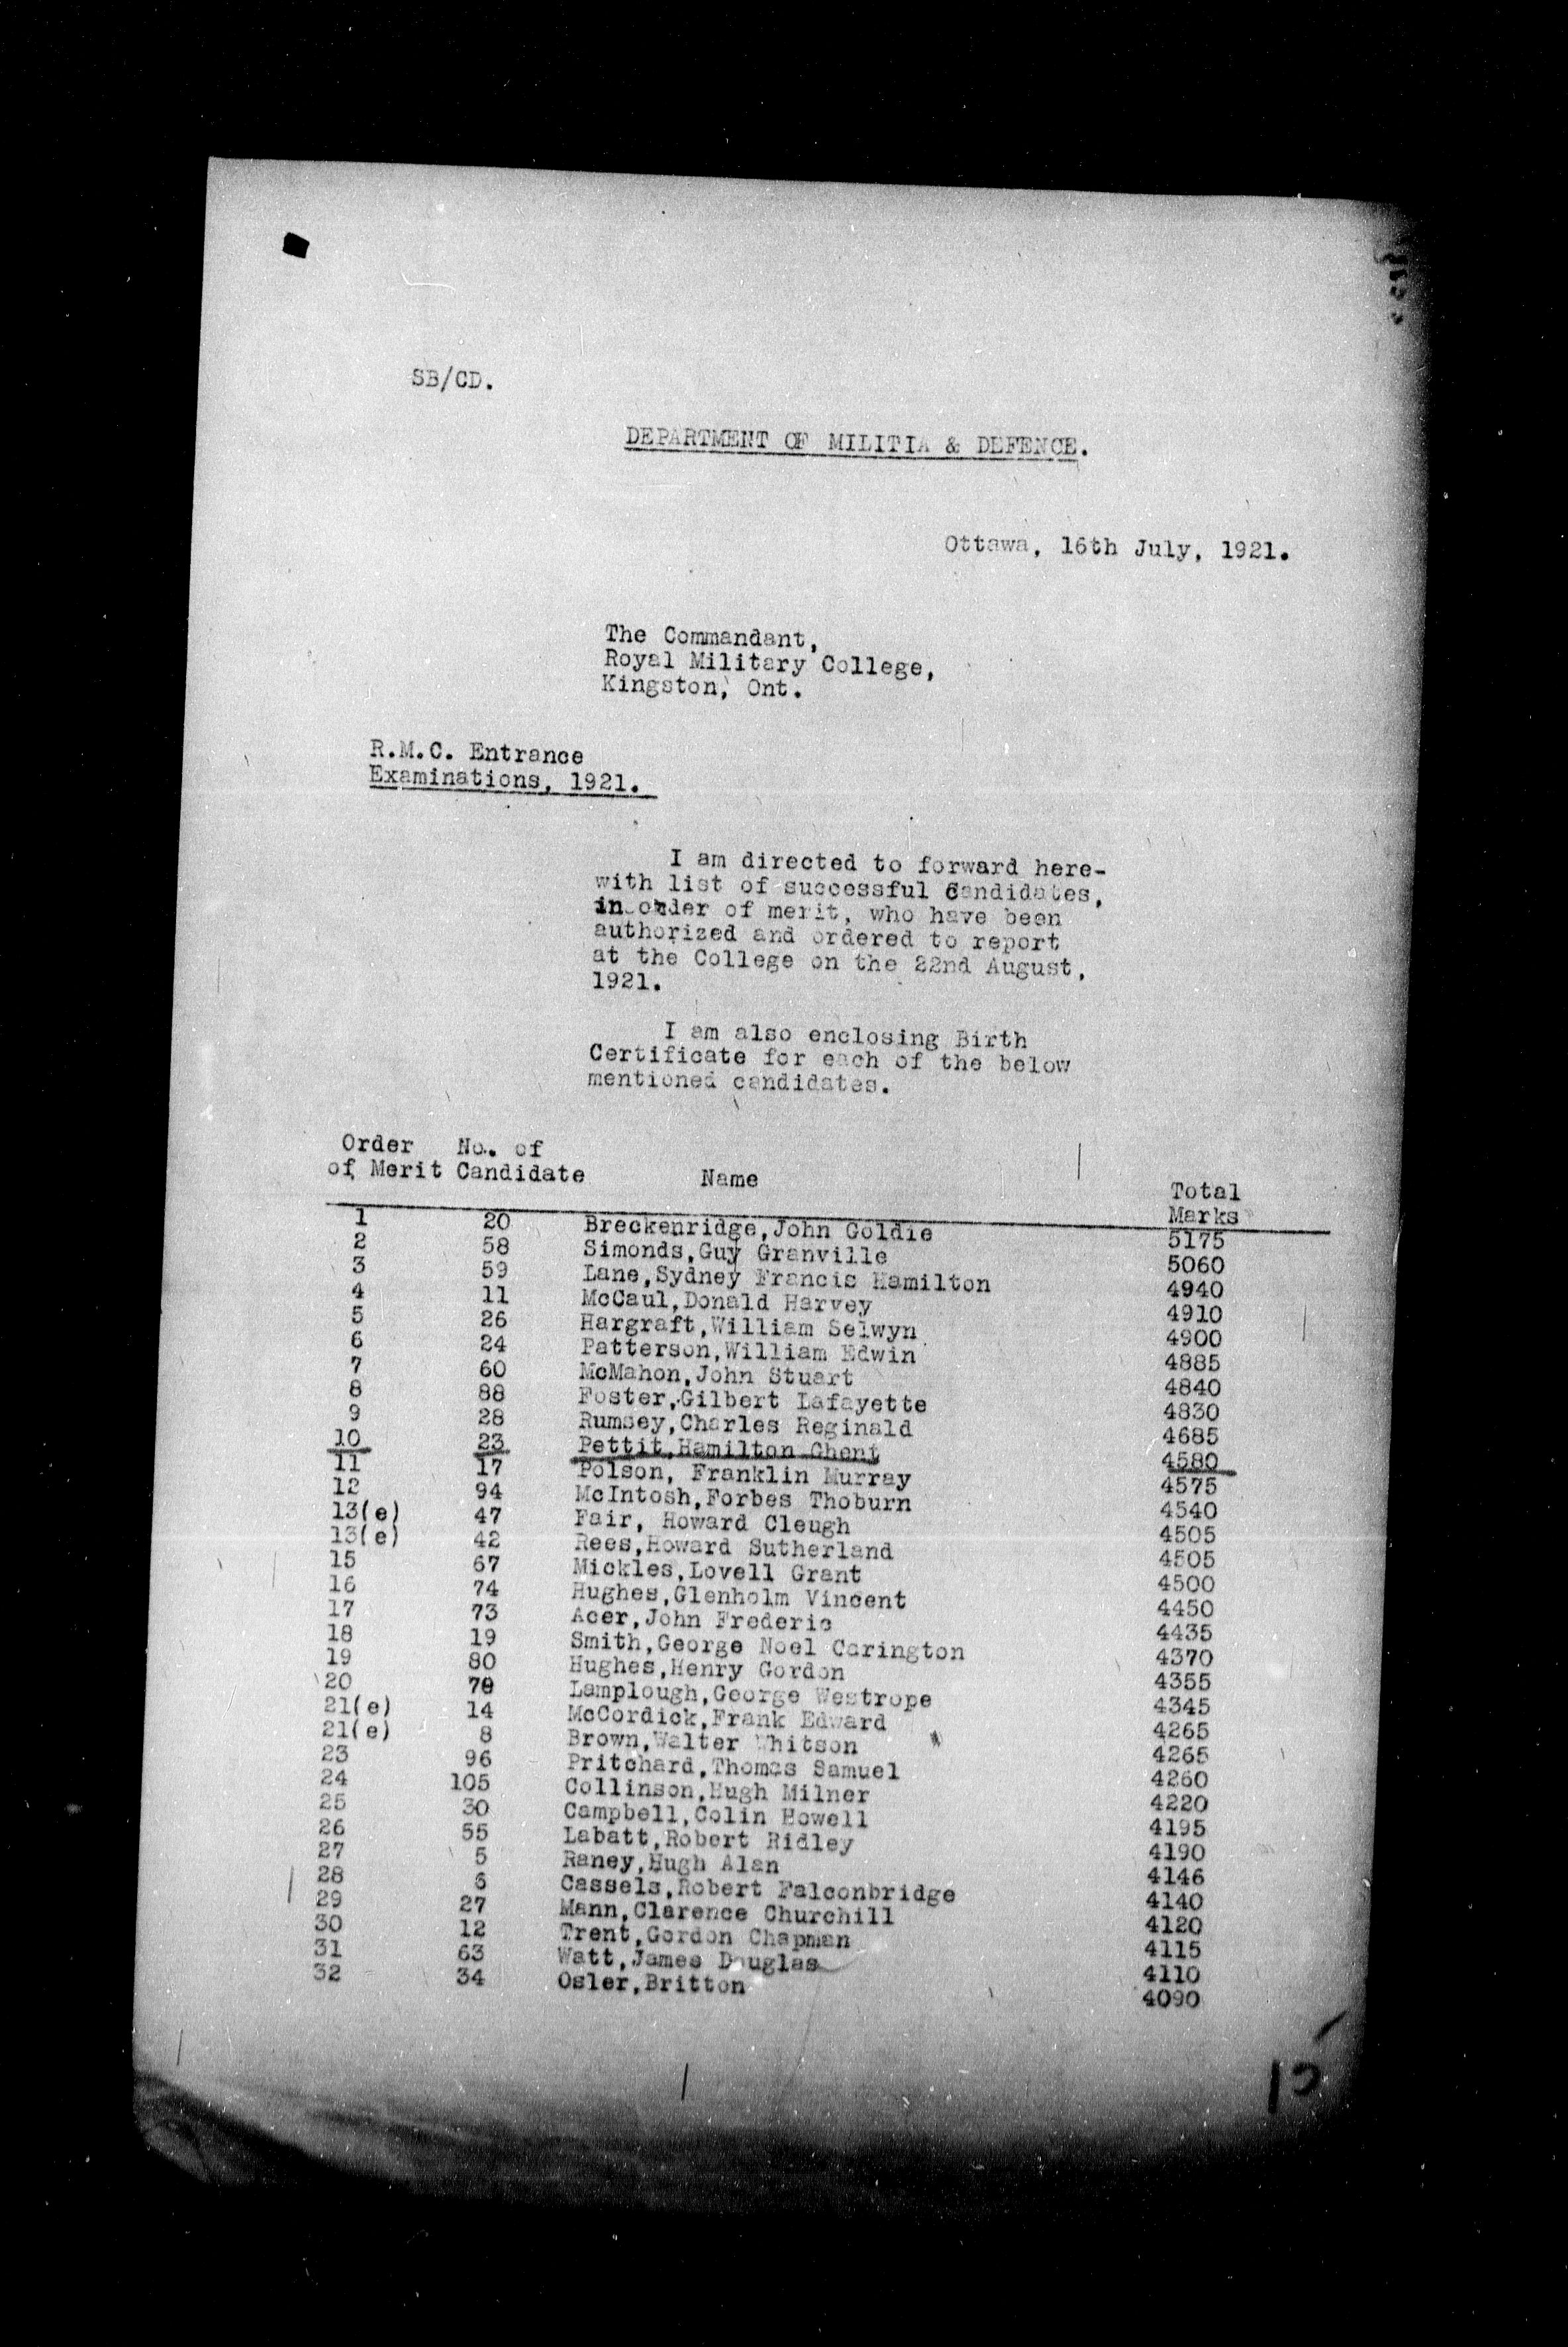 SB/CD.
DEPARTMENT OF MILITIA & DEFENCE.
Ottawa, 16th July, 1921.
The Commandant,
Royal Military College,
Kingston, Ont.
R.M.C. Entrance
Examinations, 1921.
I am directed to forward here-
with list of successful Candidates,
in order of merit, who have been
authorized and ordered to report
at the College on the 22nd August,
1921.
I am also enclosing Birth
Certificate for each of the below
mentioned candidates.
Order No. of
of Merit Candidate Name Total
Marks
1 20 Breckenridge,John Goldie 5175
2 58 Simonds,Guy Granville 5060
3 59 Lane,Sydney Francis Hamilton 4940
4 11 McCaul,Donald Harvey 4910
5 26 Hargraft,William Selwyn 4900
6 24 Patterson,William Edwin 4885
7 60 McMahon,John Stuart 4840
8 88 Foster,Gilbert Lafayette 4830
9 28 Rumsey,Charles Reginald 4685
10 23 Pettit,Hamilton Ghent 4580
11 17 Polson, Franklin Murray 4575
12 94 McIntosh,Forbes Thoburn 4540
13(e) 47 Fair, Howard Cleugh 4505
13(e) 42 Rees,Howard Sutherland 4505
15 67 Mickles,Lovell Grant 4500
16 74 Hughes,Glenholm Vincent 4450
17 73 Acer,John Frederic 4435
18 19 Smith,George Noel Carington 4370
19 80 Hughes,Henry Gordon 4355
20 78 Lamplough,George Westrope 4345
21(e) 14 McCordick,Frank Edward 4265
21(e) 8 Brown,Walter Whitson 4265
23 96 Pritchard,Thomas Samuel 4260
24 105 Collinson,Hugh Milner 4220
25 30 Campbell,Colin Howell 4195
26 55 Labatt,Robert Ridley 4190
27 5 Raney,Hugh Alan 4146
28 6 Cassels,Robert Falconbridge 4140
29 27 Mann,Clarence Churchill 4120
30 12 Trent,Gordon Chapman 4115
31 63 Watt,James Douglas 4110
32 34 Osler,Britton 4090